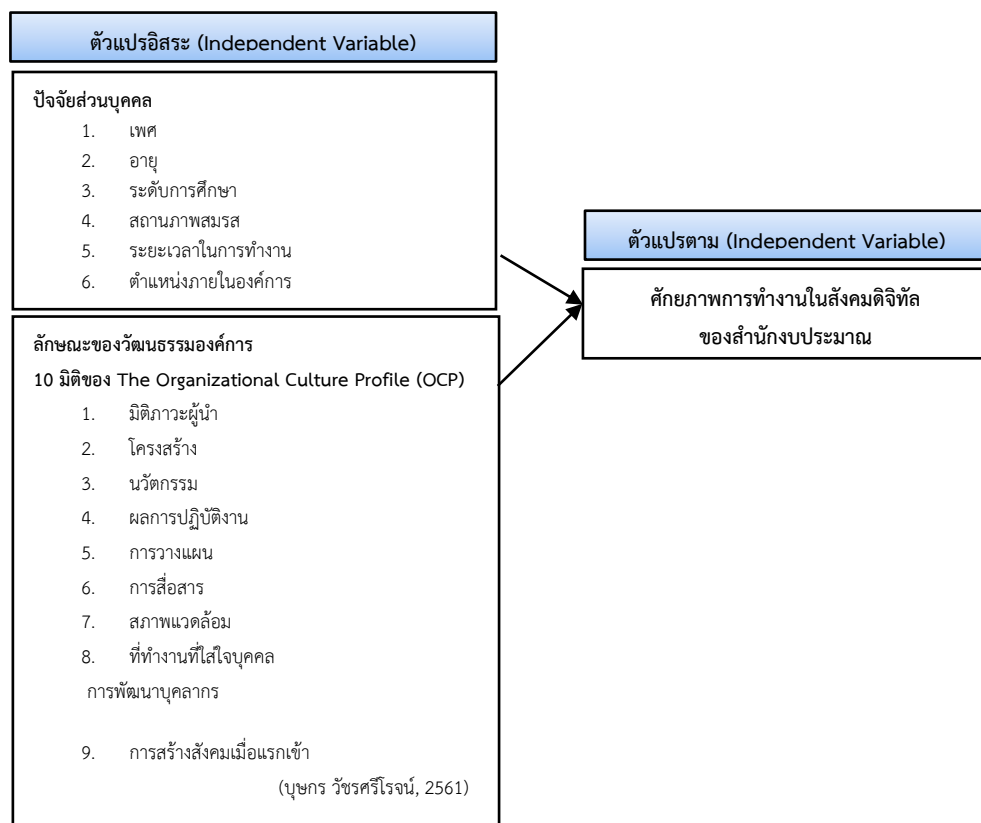 ตัวแปรอิสระ (Independent Variable)
ปัจจัยส่วนบุคคล
1. เพศ
2. อายุ
3. ระดับการศึกษา
4. สถานภาพสมรส
5. ระยะเวลาในการทำงาน
6. ตำแหน่งภายในองค์การ
ลักษณะของวัฒนธรรมองค์การ
10 มิติของ The Organizational Culture Profile (OCP)
1. มิติภาวะผู้นำ
2. โครงสร้าง
3. นวัตกรรม
4. ผลการปฏิบัติงาน
5. การวางแผน
6. การสื่อสาร
7. สภาพแวดล้อม
8. ที่ทำงานที่ใส่ใจบุคคล
การพัฒนาบุคลากร
9. การสร้างสังคมเมื่อแรกเข้า
(บุษกร วัชรศรีโรจน์, 2561)
ตัวแปรตาม (Independent Variable)
ศักยภาพการทำงานในสังคมดิจิทัล
ของสำนักงบประมาณ